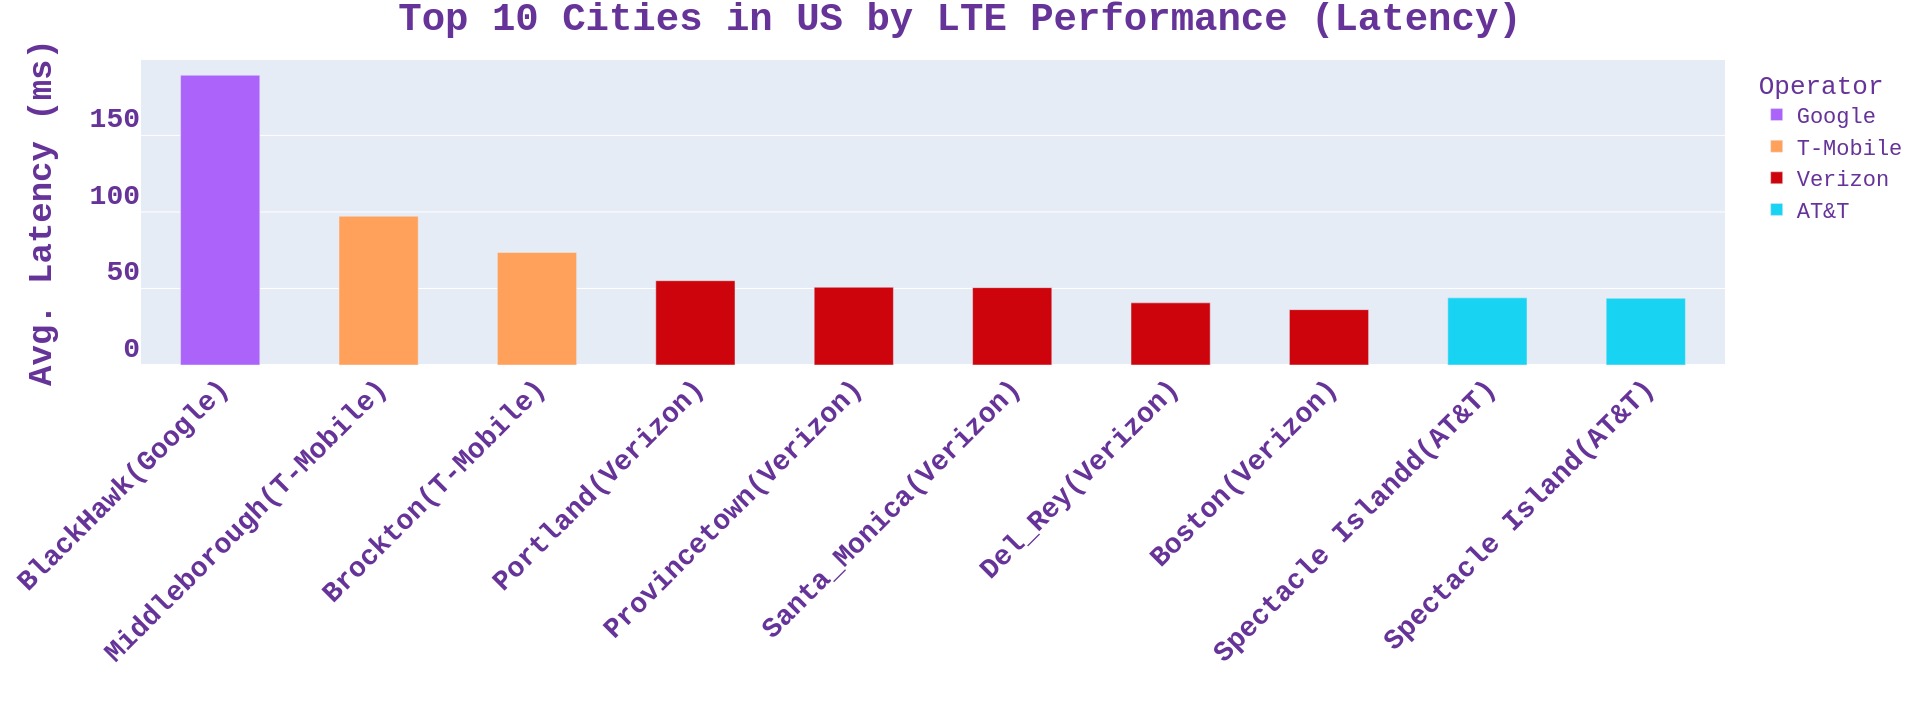 Top 10 Cities in US by LTE Performance (Latency)
Avg. Latency (ms)
150
100
50
0
BlackHawk(Google)
Middleborough(T-Mobile)
Brockton(T-Mobile)
Portland(Verizon)
Provincetown(Verizon)
Santa_Monica(Verizon)
Del_Rey(Verizon)
Boston(Verizon)
Spectacle Islandd(AT&T)
Spectacle Island(AT&T)
Operator
Google
T-Mobile
Verizon
AT&T